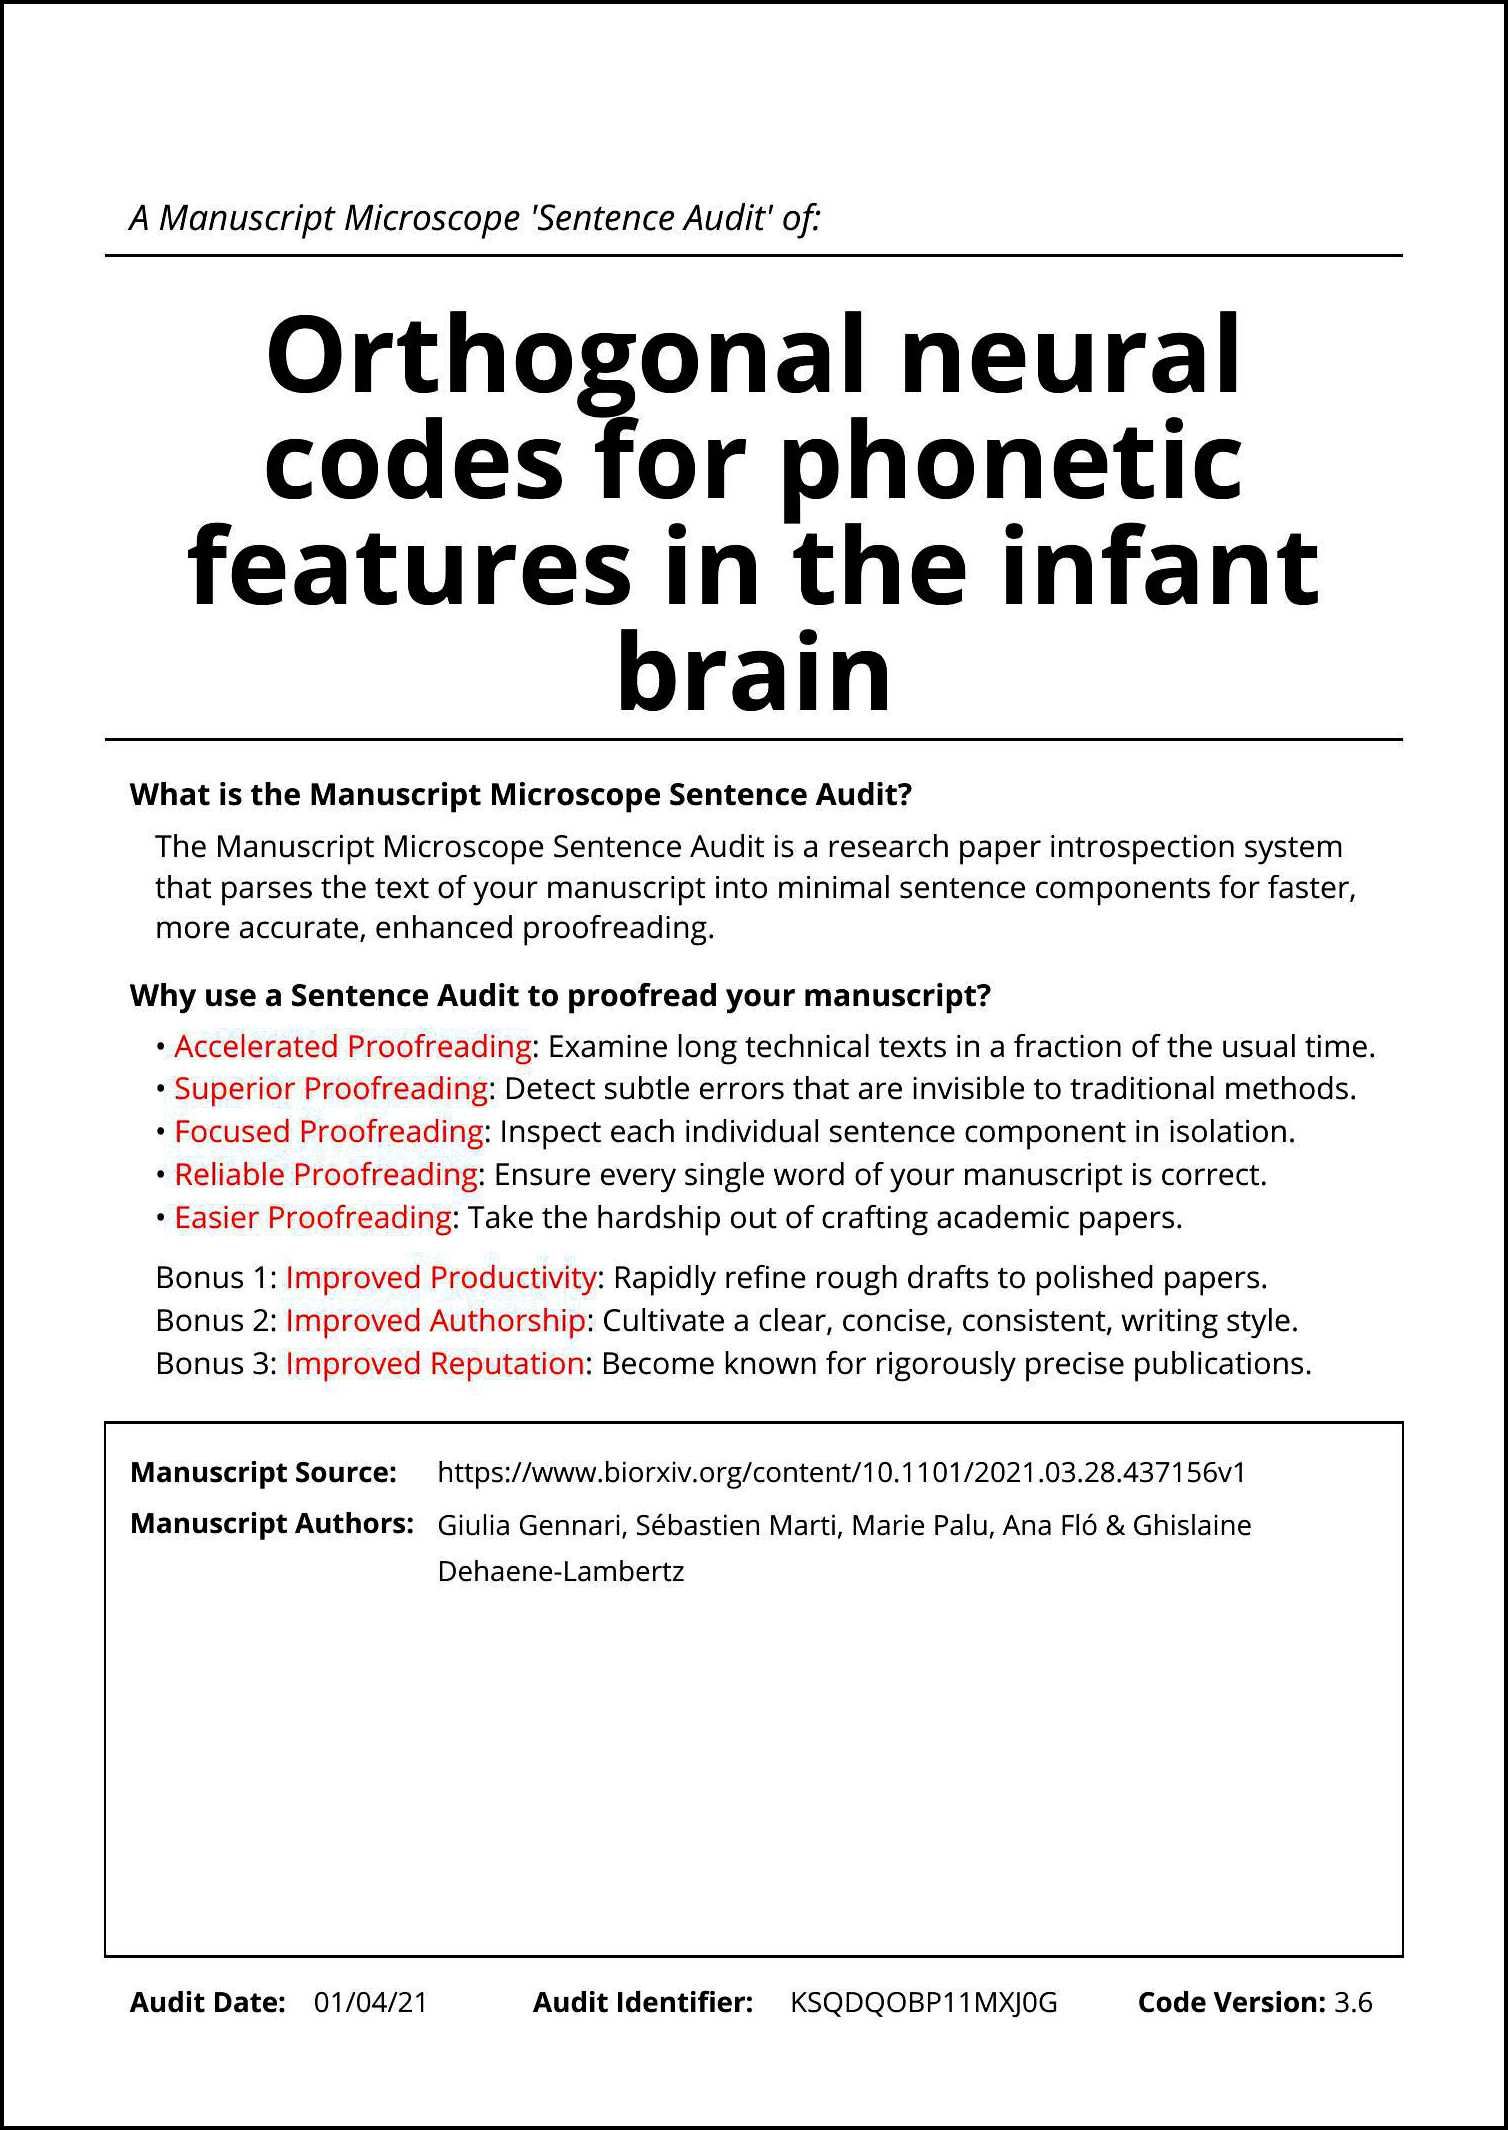 A Manuscript Microscope 'Sentence Audit' of:
Orthogonal neural
codes for phonetic
features in the infant
brain
What is the Manuscript Microscope Sentence Audit?
The Manuscript Microscope Sentence Audit is a research paper introspection system
that parses the text of your manuscript into minimal sentence components for faster,
more accurate, enhanced proofreading.
Why use a Sentence Audit to proofread your manuscript?
• Accelerated Proofreading: Examine long technical texts in a fraction of the usual time.
• Superior Proofreading: Detect subtle errors that are invisible to traditional methods.
• Focused Proofreading: Inspect each individual sentence component in isolation.
• Reliable Proofreading: Ensure every single word of your manuscript is correct.
• Easier Proofreading: Take the hardship out of crafting academic papers.
Bonus 1: Improved Productivity: Rapidly refine rough drafts to polished papers.
Bonus 2: Improved Authorship: Cultivate a clear, concise, consistent, writing style.
Bonus 3: Improved Reputation: Become known for rigorously precise publications.
Manuscript Source: https://www.biorxiv.org/content/10.1101/2021.03.28.437156v1
Manuscript Authors: Giulia Gennari, Sébastien Marti, Marie Palu, Ana Fló & Ghislaine
Dehaene-Lambertz
Audit Date: 01/04/21 Audit Identifier: KSQDQOBP11MXJ0G Code Version: 3.6